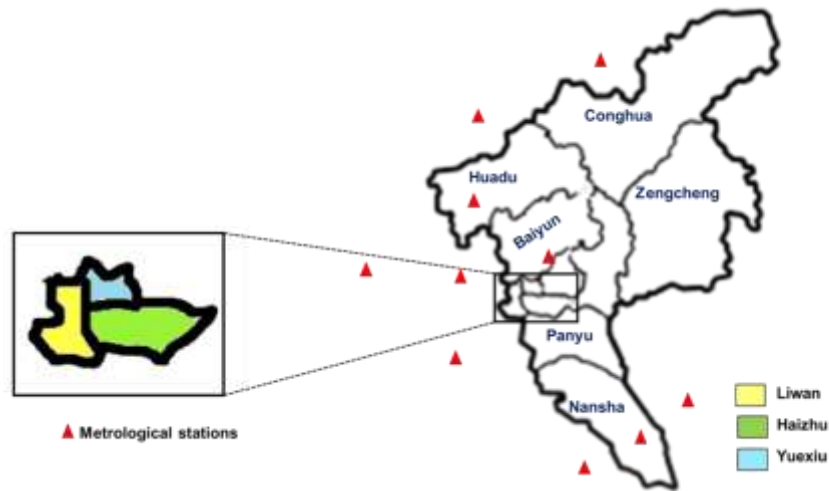 Conghua
Huadu
Zengcheng
Baiyun
Panyu
Nansha
Liwan
Haizhu
Yuexiu
Metrological stations